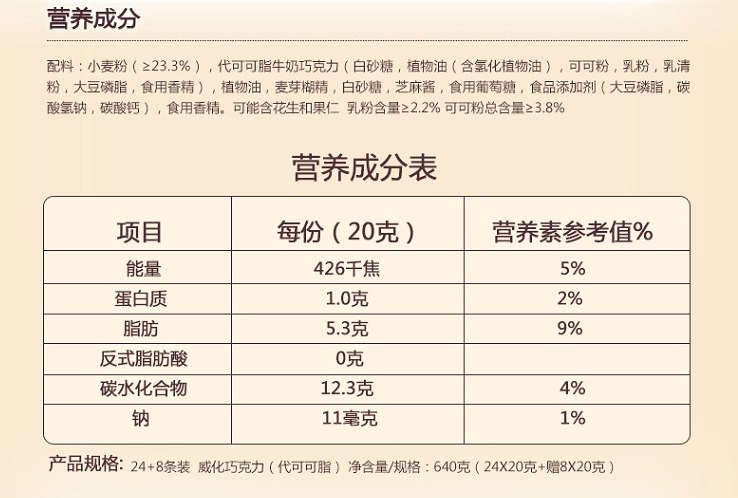 营养成分
配料：小麦粉（≥23.3%），代可可脂牛奶巧克力（白砂糖，植物油（含氢化植物油），可可粉，乳粉，乳清
粉，大豆磷脂，食用香精），植物油，麦芽糊精，白砂糖，芝麻酱，食用葡萄糖，食品添加剂（大豆磷脂，碳
酸氢钠，碳酸钙），食用香精。可能含花生和果仁 乳粉含量≥2.2% 可可粉总含量≥3.8%
营养成分表
项目 每份（20克） 营养素参考值%
能量 426千焦 5%
蛋白质 1.0克 2%
脂肪 5.3克 9%
反式脂肪酸 0克
碳水化合物 12.3克 4%
钠 11毫克 1%
产品规格: 24+8条装 威化巧克力（代可可脂） 净含量/规格：640克（24X20克+赠8X20克）